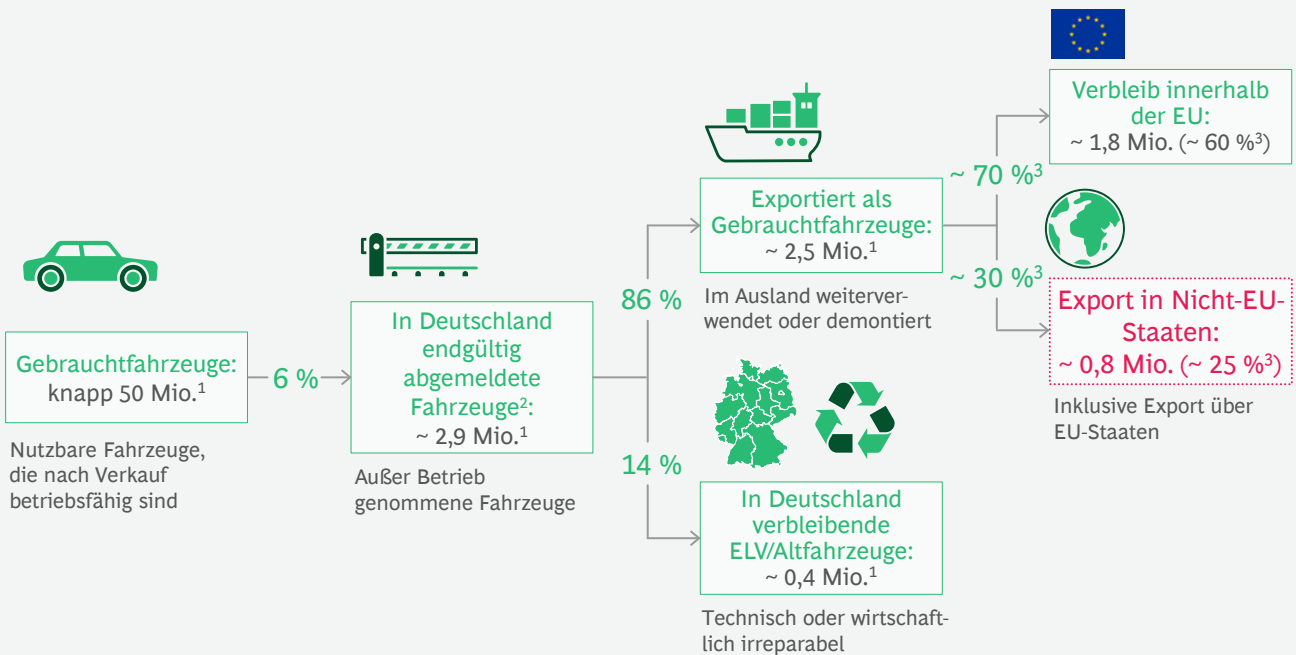 Gebrauchtfahrzeuge:
knapp 50 Mio.¹
Nutzbare Fahrzeuge,
die nach Verkauf
betriebsfähig sind
6 %
In Deutschland
endgültig
abgemeldete
Fahrzeuge²:
~ 2,9 Mio.¹
Außer Betrieb
genommene Fahrzeuge
86 %
Exportiert als
Gebrauchtfahrzeuge:
~ 2,5 Mio.¹
Im Ausland weiterver-
wendet oder demontiert
14 %
In Deutschland
verbleibende
ELV/Altfahrzeuge:
~ 0,4 Mio.¹
Technisch oder wirtschaft-
lich irreparabel
~ 70 %³
Verbleib innerhalb
der EU:
~ 1,8 Mio. (~ 60 %³)
~ 30 %³
Export in Nicht-EU-
Staaten:
~ 0,8 Mio. (~ 25 %³)
Inklusive Export über
EU-Staaten